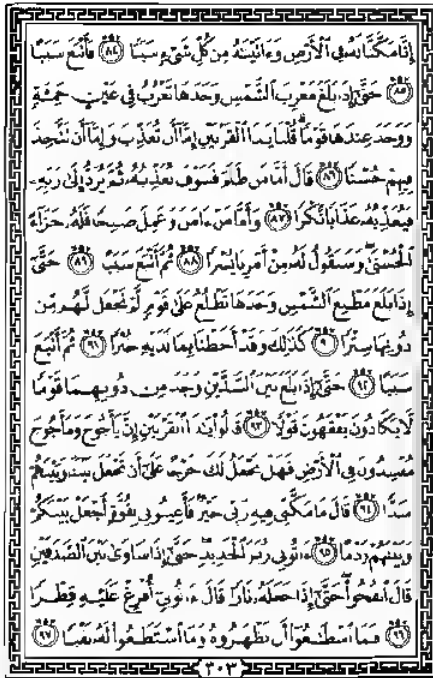 إِنَّا مَكَّنَّا لَهُۥ فِى ٱلْأَرْضِ وَءَاتَيْنَٰهُ مِن كُلِّ شَىْءٍ سَبَبًا ٨٤ فَأَتْبَعَ سَبَبًا
٨٥ حَتَّىٰٓ إِذَا بَلَغَ مَغْرِبَ ٱلشَّمْسِ وَجَدَهَا تَغْرُبُ فِى عَيْنٍ حَمِئَةٍ
وَوَجَدَ عِندَهَا قَوْمًا قُلْنَا يَٰذَا ٱلْقَرْنَيْنِ إِمَّآ أَن تُعَذِّبَ وَإِمَّآ أَن تَتَّخِذَ
فِيهِمْ حُسْنًا ٨٦ قَالَ أَمَّا مَن ظَلَمَ فَسَوْفَ نُعَذِّبُهُۥ ثُمَّ يُرَدُّ إِلَىٰ رَبِّهِۦ
فَيُعَذِّبُهُۥ عَذَابًا نُّكْرًا ٨٧ وَأَمَّا مَنْ ءَامَنَ وَعَمِلَ صَٰلِحًا فَلَهُۥ جَزَآءً
ٱلْحُسْنَىٰ وَسَنَقُولُ لَهُۥ مِنْ أَمْرِنَا يُسْرًا ٨٨ ثُمَّ أَتْبَعَ سَبَبًا ٨٩ حَتَّىٰٓ
إِذَا بَلَغَ مَطْلِعَ ٱلشَّمْسِ وَجَدَهَا تَطْلُعُ عَلَىٰ قَوْمٍ لَّمْ نَجْعَل لَّهُم مِّن
دُونِهَا سِتْرًا ٩٠ كَذَٰلِكَ وَقَدْ أَحَطْنَا بِمَا لَدَيْهِ خُبْرًا ٩١ ثُمَّ أَتْبَعَ
سَبَبًا ٩٢ حَتَّىٰٓ إِذَا بَلَغَ بَيْنَ ٱلسَّدَّيْنِ وَجَدَ مِن دُونِهِمَا قَوْمًا
لَّا يَكَادُونَ يَفْقَهُونَ قَوْلًا ٩٣ قَالُوا۟ يَٰذَا ٱلْقَرْنَيْنِ إِنَّ يَأْجُوجَ وَمَأْجُوجَ
مُفْسِدُونَ فِى ٱلْأَرْضِ فَهَلْ نَجْعَلُ لَكَ خَرْجًا عَلَىٰٓ أَن تَجْعَلَ بَيْنَنَا وَبَيْنَهُمْ
سَدًّا ٩٤ قَالَ مَا مَكَّنِّى فِيهِ رَبِّى خَيْرٌ فَأَعِينُونِى بِقُوَّةٍ أَجْعَلْ بَيْنَكُمْ
وَبَيْنَهُمْ رَدْمًا ٩٥ ءَاتُونِى زُبَرَ ٱلْحَدِيدِ حَتَّىٰٓ إِذَا سَاوَىٰ بَيْنَ ٱلصَّدَفَيْنِ
قَالَ ٱنفُخُوا۟ حَتَّىٰٓ إِذَا جَعَلَهُۥ نَارًا قَالَ ءَاتُونِىٓ أُفْرِغْ عَلَيْهِ قِطْرًا
٩٦ فَمَا ٱسْطَٰعُوٓا۟ أَن يَظْهَرُوهُ وَمَا ٱسْتَطَٰعُوا۟ لَهُۥ نَقْبًا ٩٧
٣٠٣